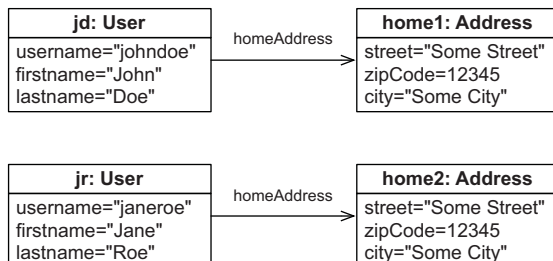 jd: User
username="johndoe"
firstname="John"
lastname="Doe"
homeAddress
home1: Address
street="Some Street"
zipCode=12345
city="Some City"
jr: User
username="janeroe"
firstname="Jane"
lastname="Roe"
homeAddress
home2: Address
street="Some Street"
zipCode=12345
city="Some City"